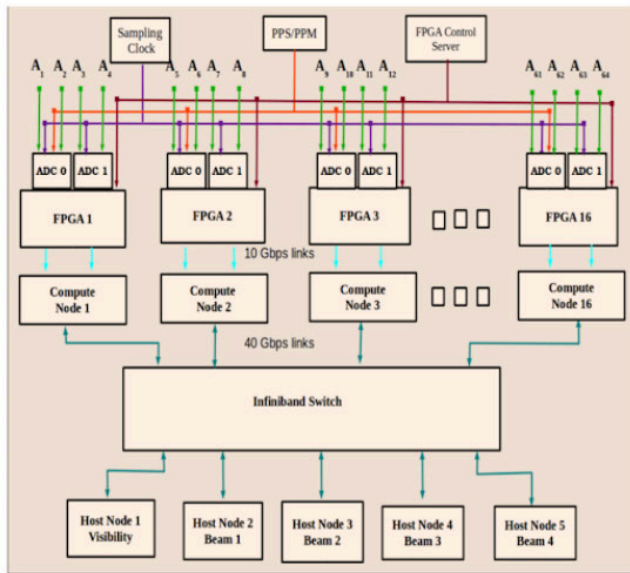 Sampling
Clock
PPS/PPM
FPGA Control
Server
A1 A2 A3 A4
A5 A6 A7 A8
A9 A10 A11 A12
A61 A62 A63 A64
ADC 0 ADC 1
ADC 0 ADC 1
ADC 0 ADC 1
ADC 0 ADC 1
FPGA 1
FPGA 2
FPGA 3
FPGA 16
10 Gbps links
Compute
Node 1
Compute
Node 2
Compute
Node 3
Compute
Node 16
40 Gbps links
Infiniband Switch
Host Node 1
Visibility
Host Node 2
Beam 1
Host Node 3
Beam 2
Host Node 4
Beam 3
Host Node 5
Beam 4